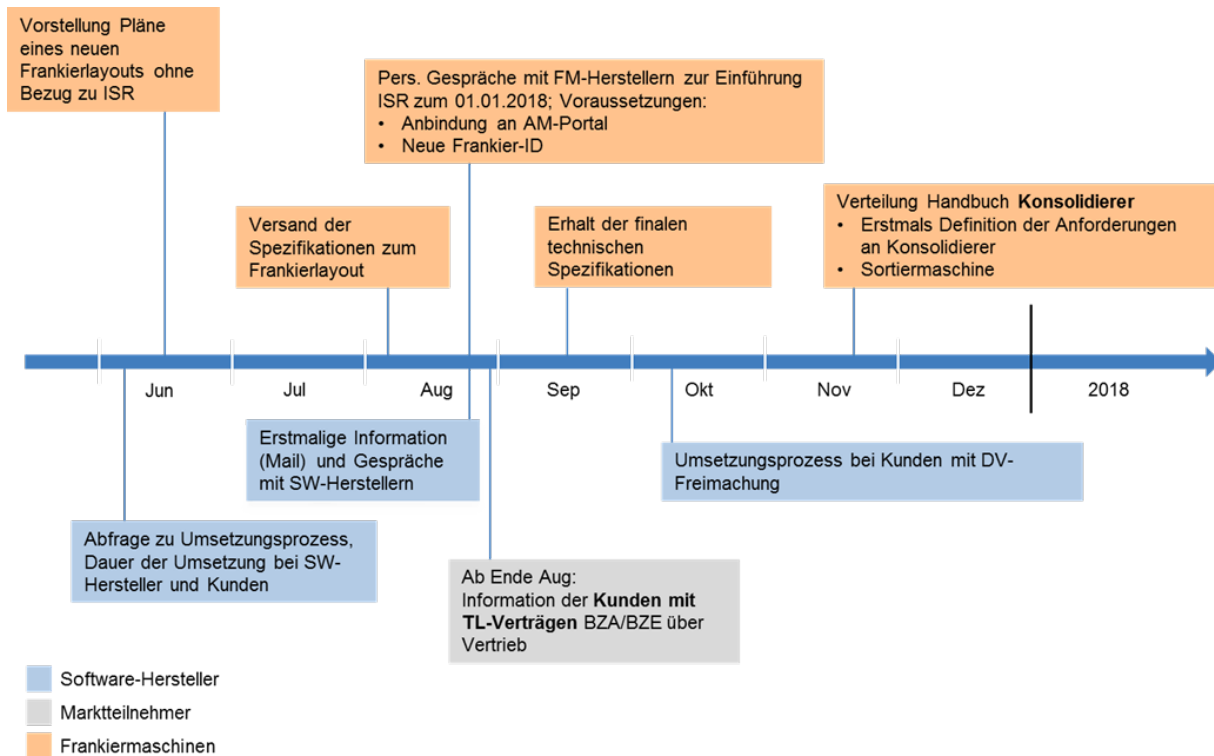 Vorstellung Pläne
eines neuen
Frankierlayouts ohne
Bezug zu ISR
Pers. Gespräche mit FM-Herstellern zur Einführung
ISR zum 01.01.2018; Voraussetzungen:
• Anbindung an AM-Portal
• Neue Frankier-ID
Versand der
Spezifikationen zum
Frankierlayout
Erhalt der finalen
technischen
Spezifikationen
Verteilung Handbuch Konsolidierer
• Erstmals Definition der Anforderungen
an Konsolidierer
• Sortiermaschine
Jun Jul Aug Sep Okt Nov Dez 2018
Erstmalige Information
(Mail) und Gespräche
mit SW-Herstellern
Umsetzungsprozess bei Kunden mit DV-
Freimachung
Abfrage zu Umsetzungsprozess,
Dauer der Umsetzung bei SW-
Hersteller und Kunden
Ab Ende Aug:
Information der Kunden mit
TL-Verträgen BZA/BZE über
Vertrieb
Software-Hersteller
Marktteilnehmer
Frankiermaschinen